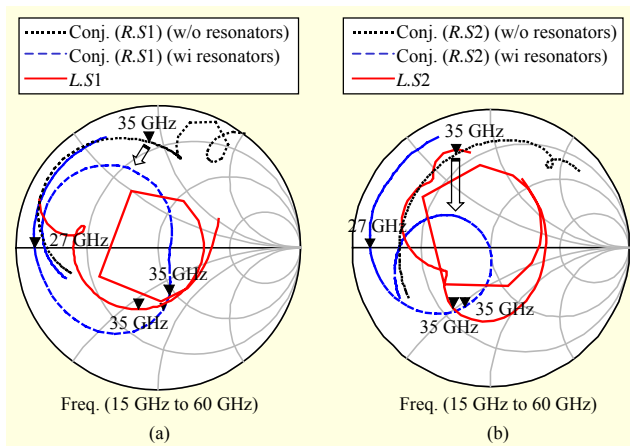 Conj. (R.S1) (w/o resonators)
Conj. (R.S1) (wi resonators)
L.S1
35 GHz
27 GHz
35 GHz
35 GHz
Freq. (15 GHz to 60 GHz)
(a)
Conj. (R.S2) (w/o resonators)
Conj. (R.S2) (wi resonators)
L.S2
35 GHz
27 GHz
35 GHz
35 GHz
Freq. (15 GHz to 60 GHz)
(b)